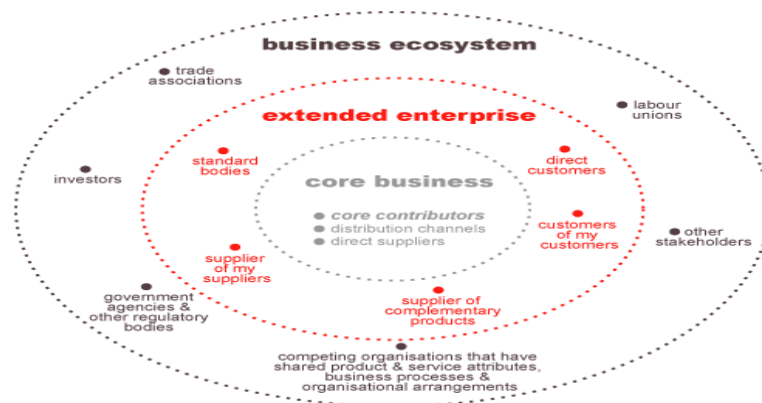 business ecosystem
trade
associations
labour
unions
extended enterprise
standard
bodies
direct
customers
investors
core business
core contributors
distribution channels
direct suppliers
customers
of my
customers
other
stakeholders
supplier
of my
suppliers
government
agencies &
other regulatory
bodies
supplier of
complementary
products
competing organisations that have
shared product & service attributes,
business processes &
organisational arrangements